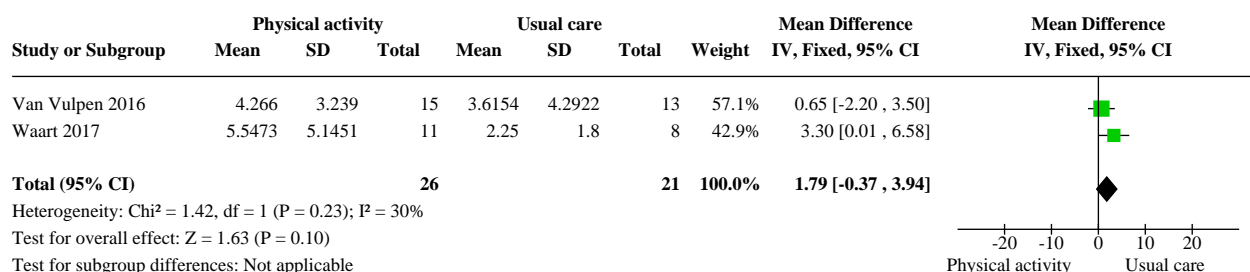 Physical activity Usual care Mean Difference Mean Difference
Study or Subgroup Mean SD Total Mean SD Total Weight IV, Fixed, 95% CI IV, Fixed, 95% CI
Van Vulpen 2016 4.266 3.239 15 3.6154 4.2922 13 57.1% 0.65 [-2.20 , 3.50]
Waart 2017 5.5473 5.1451 11 2.25 1.8 8 42.9% 3.30 [0.01 , 6.58]
Total (95% CI) 26 21 100.0% 1.79 [-0.37 , 3.94]
Heterogeneity: Chi² = 1.42, df = 1 (P = 0.23); I² = 30%
Test for overall effect: Z = 1.63 (P = 0.10)
-20 -10 0 10 20
Test for subgroup differences: Not applicable
Physical activity Usual care